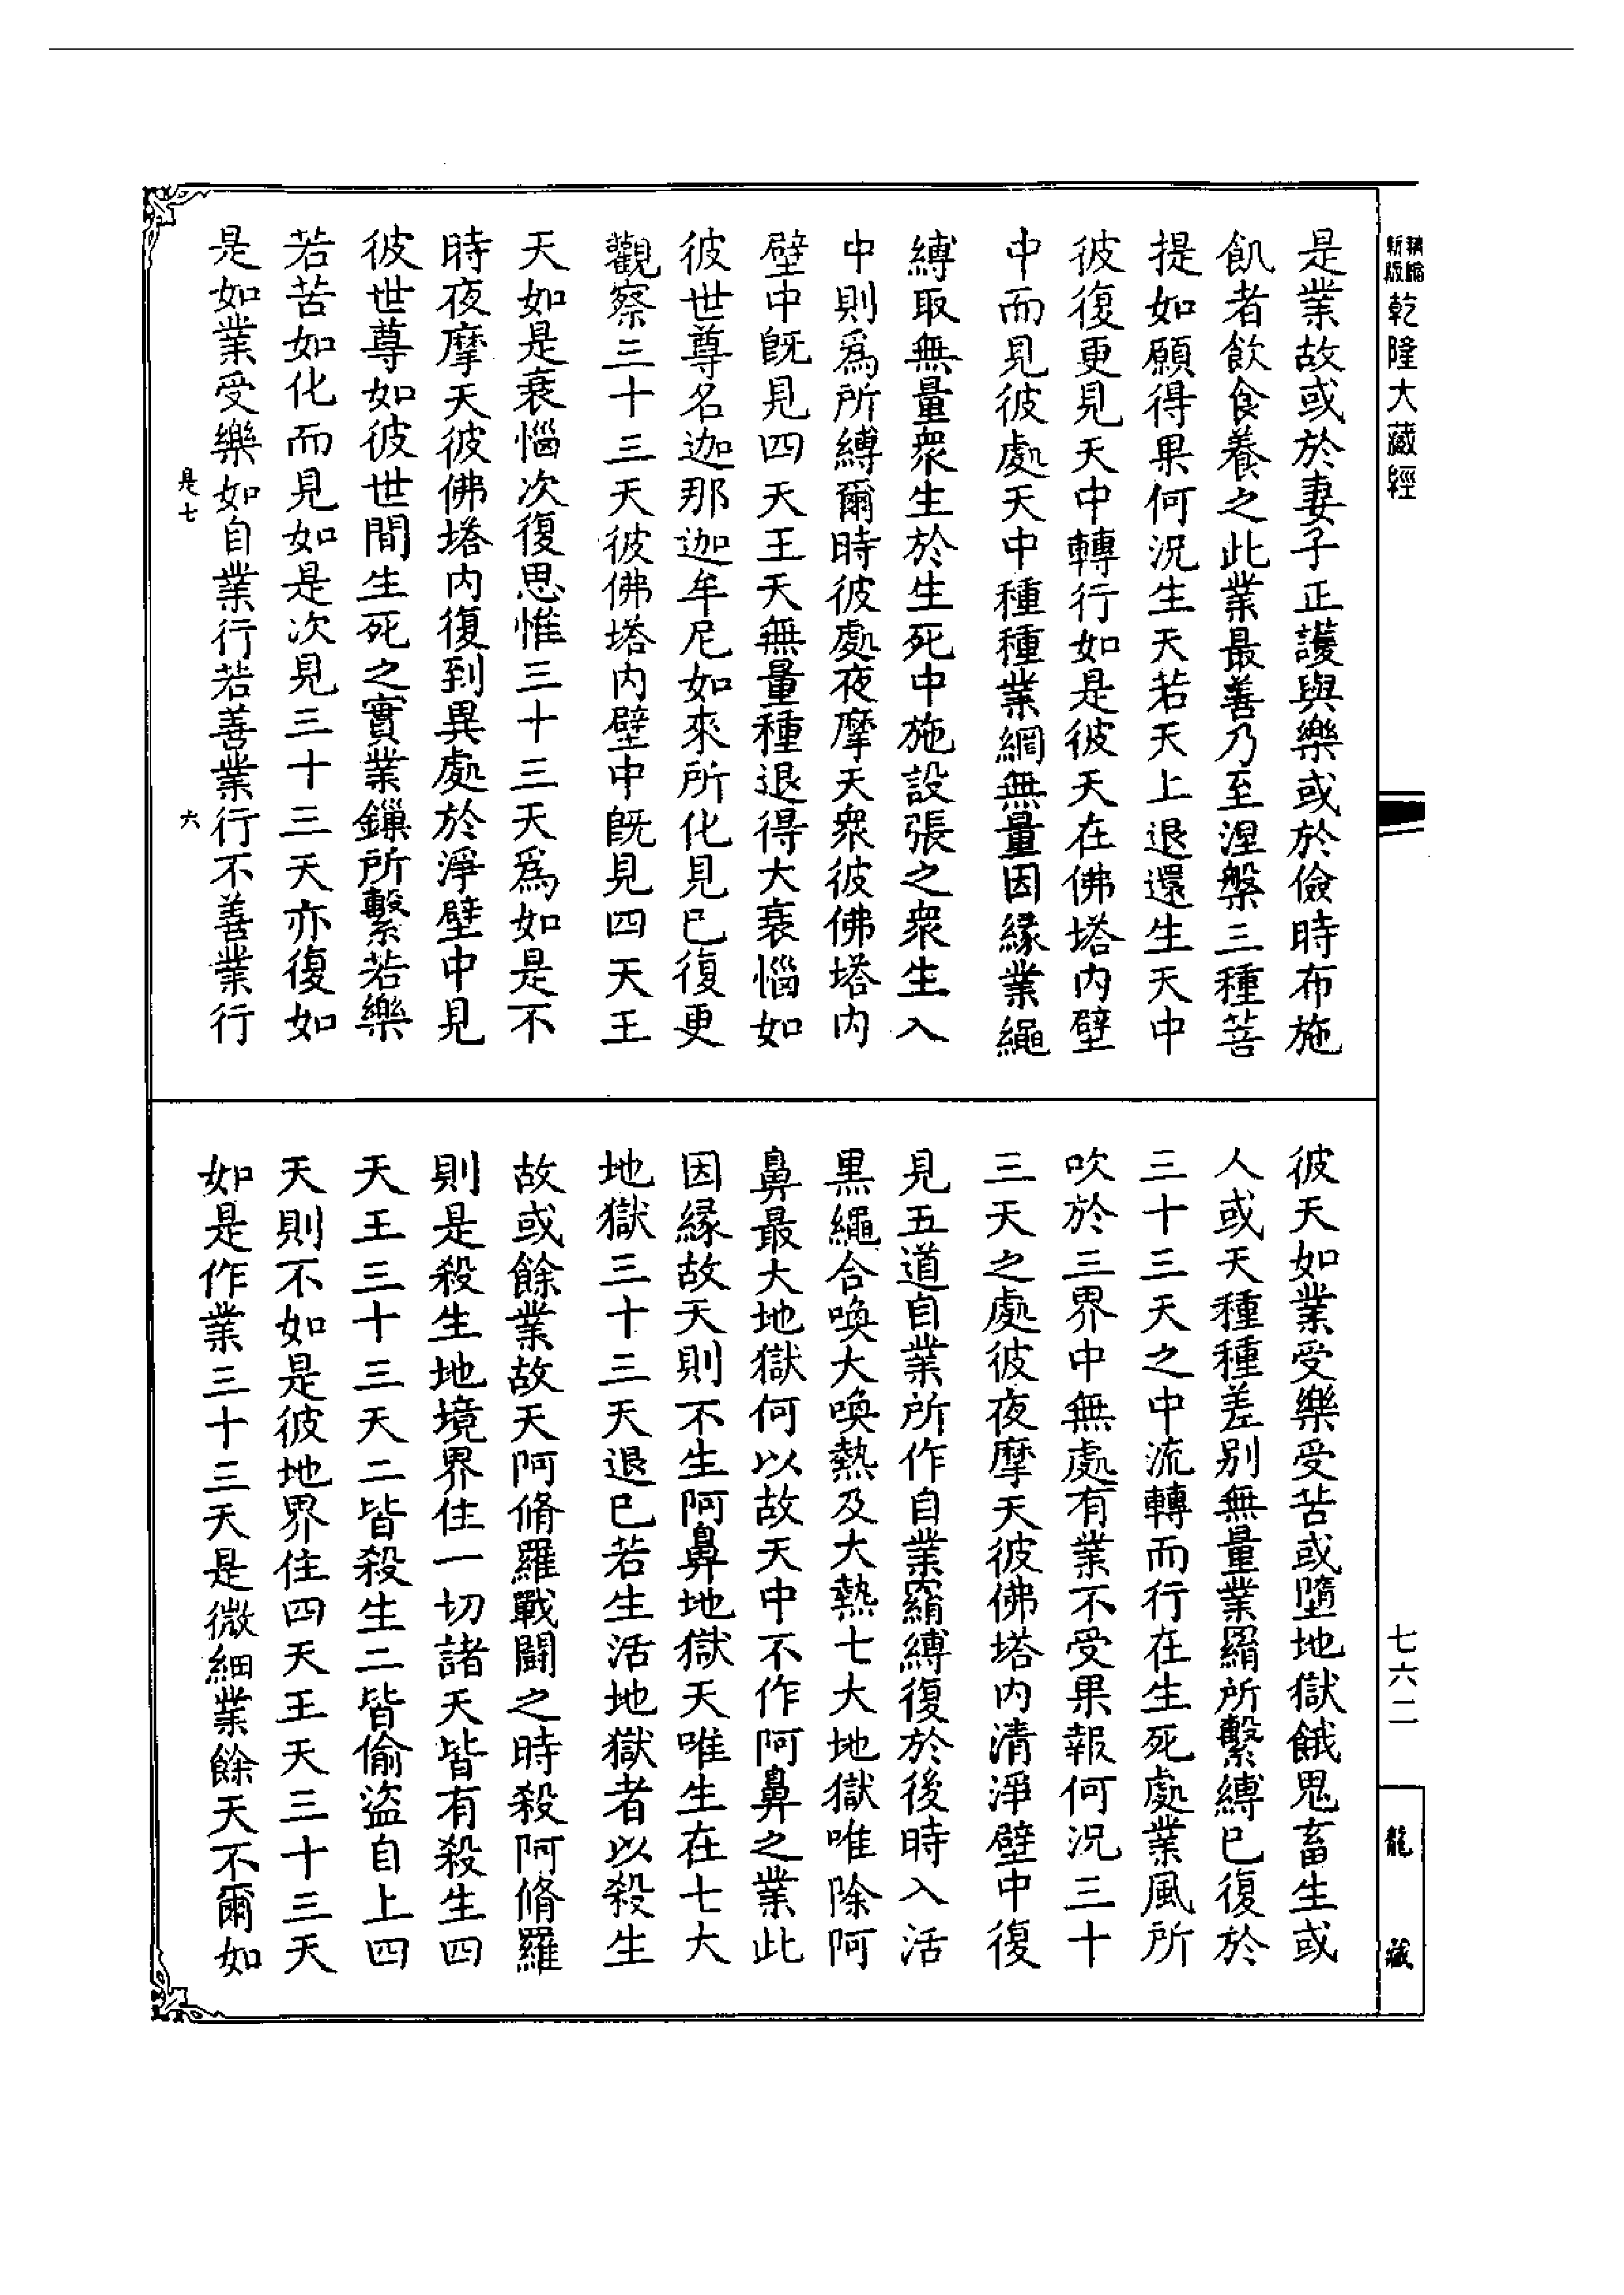 新版 精縮
乾隆大藏經
七六二
龍藏
是業故或於妻子正護與樂或於儉時布施
飢者飲食養之此業最善乃至涅槃三種菩
提如願得果何況生天若天上退還生天中
彼復更見天中轉行如是彼天在佛塔內壁
中而見彼處天中種種業網無量因緣業繩
縛取無量衆生於生死中施設張之衆生入
中則為所縛爾時彼處夜摩天衆彼佛塔內
壁中旣見四天王天無量種退得大衰惱如
彼世尊名迦那迦牟尼如來所化見已復更
觀察三十三天彼佛塔內壁中旣見四天王
天如是衰惱次復思惟三十三天為如是不
時夜摩天彼佛塔內復到異處於淨壁中見
彼世尊如彼世間生死之實業鏁所繫若樂
若苦如化而見如是次見三十三天亦復如
是如業受樂如自業行若善業行不善業行
是七
六
彼天如業受樂受苦或墮地獄餓鬼畜生或
人或天種種差別無量業羂所繫縛已復於
三十三天之中流轉而行在生死處業風所
吹於三界中無處有業不受果報何況三十
三天之處彼夜摩天彼佛塔內清淨壁中復
見五道自業所作自業羂縛復於後時入活
黑繩合喚大喚熱及大熱七大地獄唯除阿
鼻最大地獄何以故天中不作阿鼻之業此
因緣故天則不生阿鼻地獄天唯生在七大
地獄三十三天退已若生活地獄者以殺生
故或餘業故天阿脩羅戰鬭之時殺阿脩羅
則是殺生地境界住一切諸天皆有殺生四
天王三十三天二皆殺生二皆偷盜自上四
天則不如是彼地界住四天王天三十三天
如是作業三十三天是微細業餘天不爾如